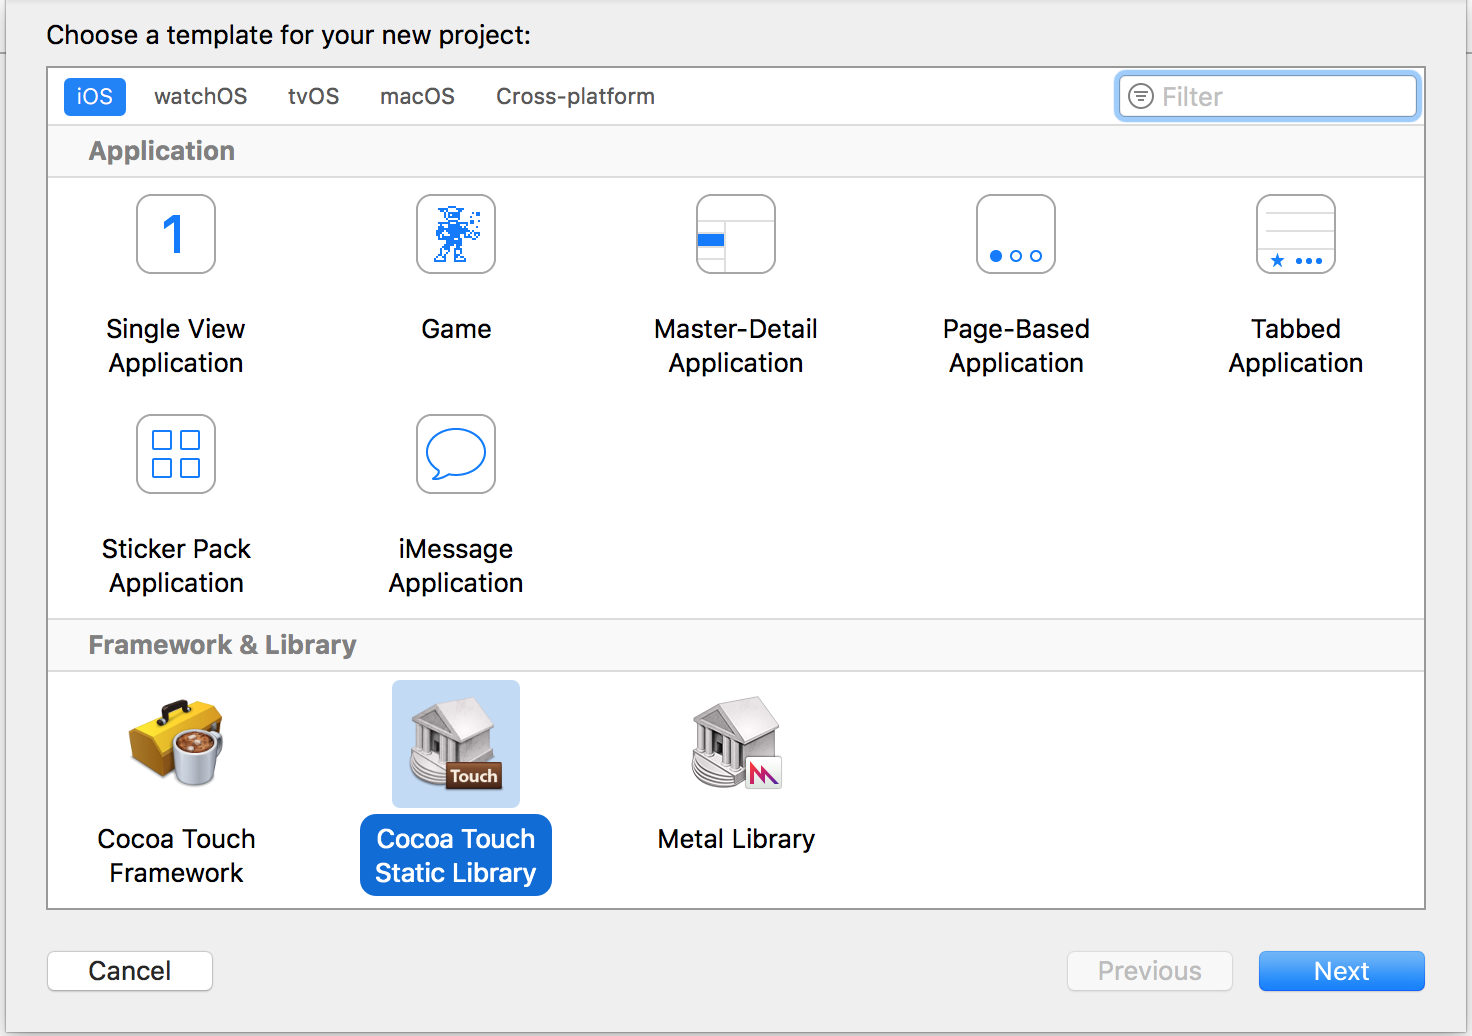 Choose a template for your new project:
iOS watchOS tvOS macOS Cross-platform Filter
Application
1
Single View
Application
Game
Master-Detail
Application
Page-Based
Application
Tabbed
Application
Sticker Pack
Application
iMessage
Application
Framework & Library
Cocoa Touch
Framework
Touch
Cocoa Touch
Static Library
Metal Library
Cancel
Previous
Next